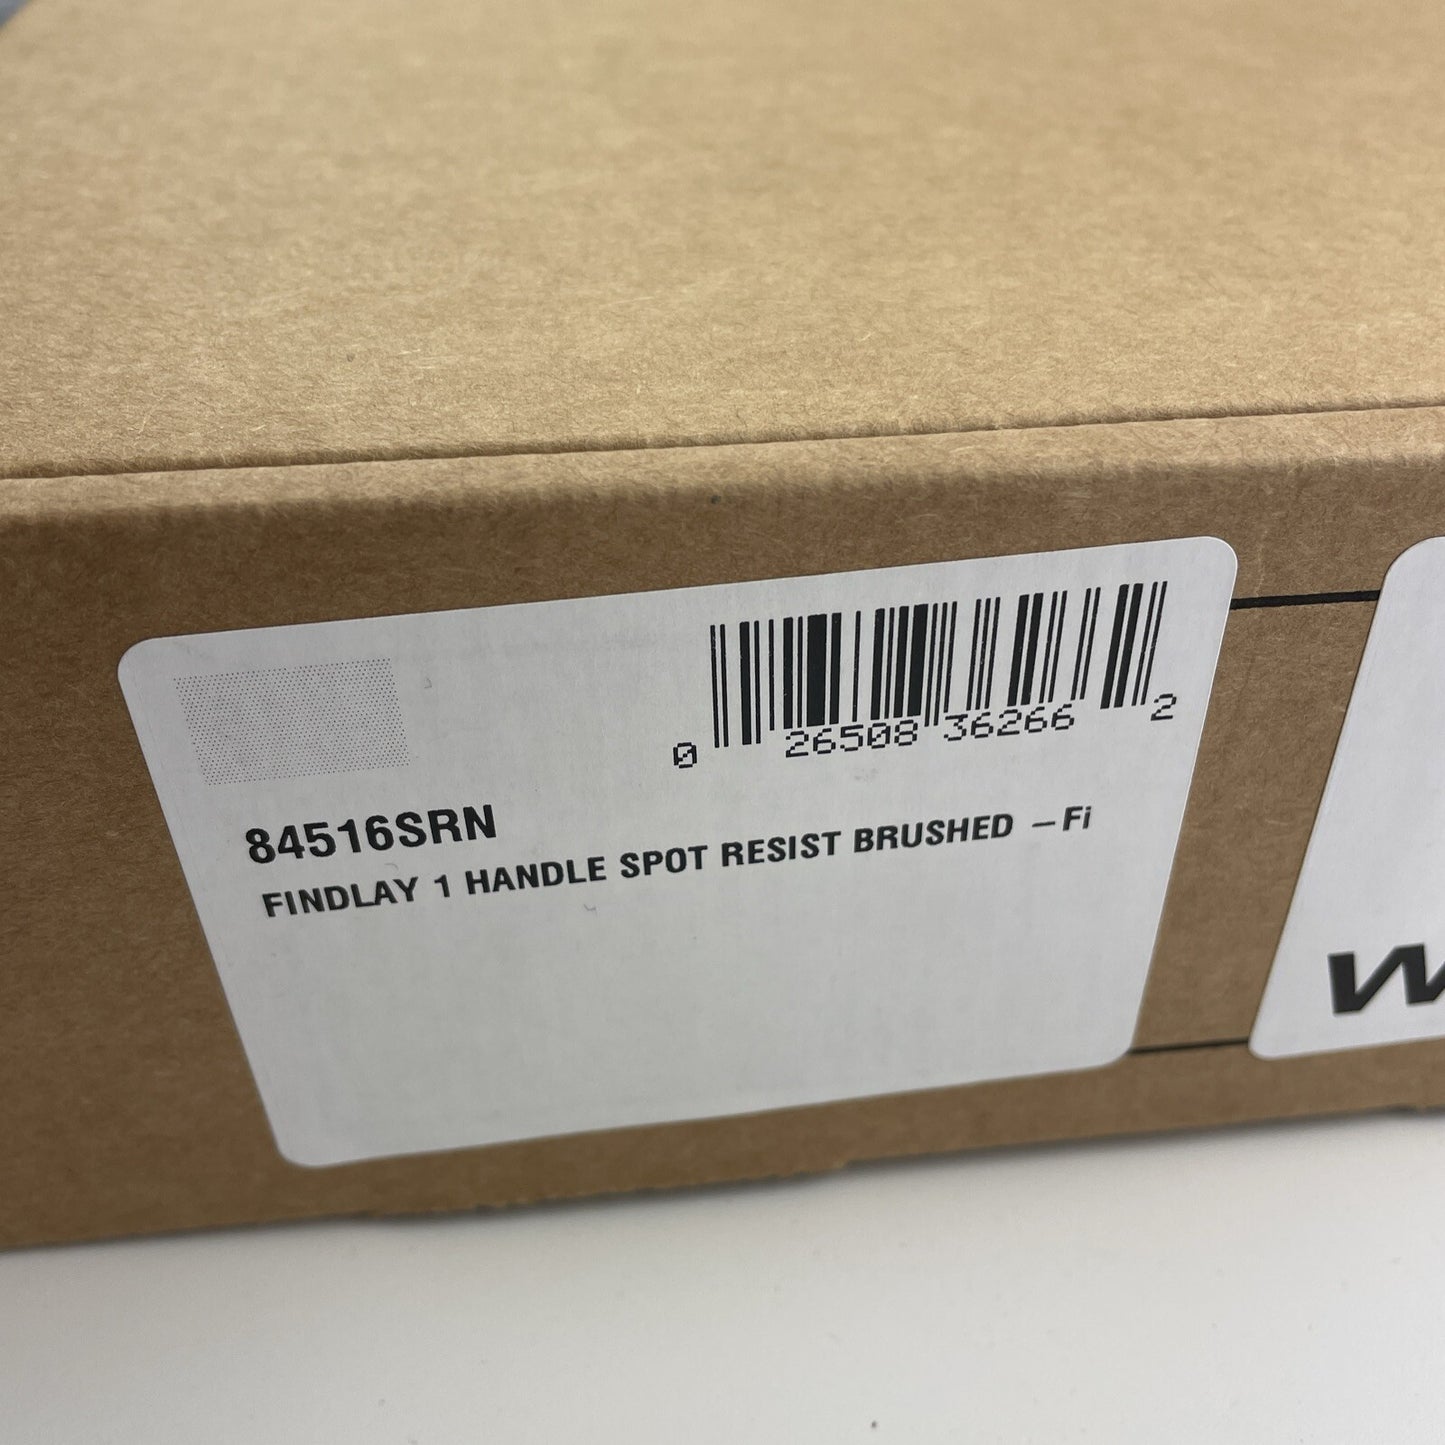 0 26508 36266 2
84516SRN
FINDLAY 1 HANDLE SPOT RESIST BRUSHED –Fi